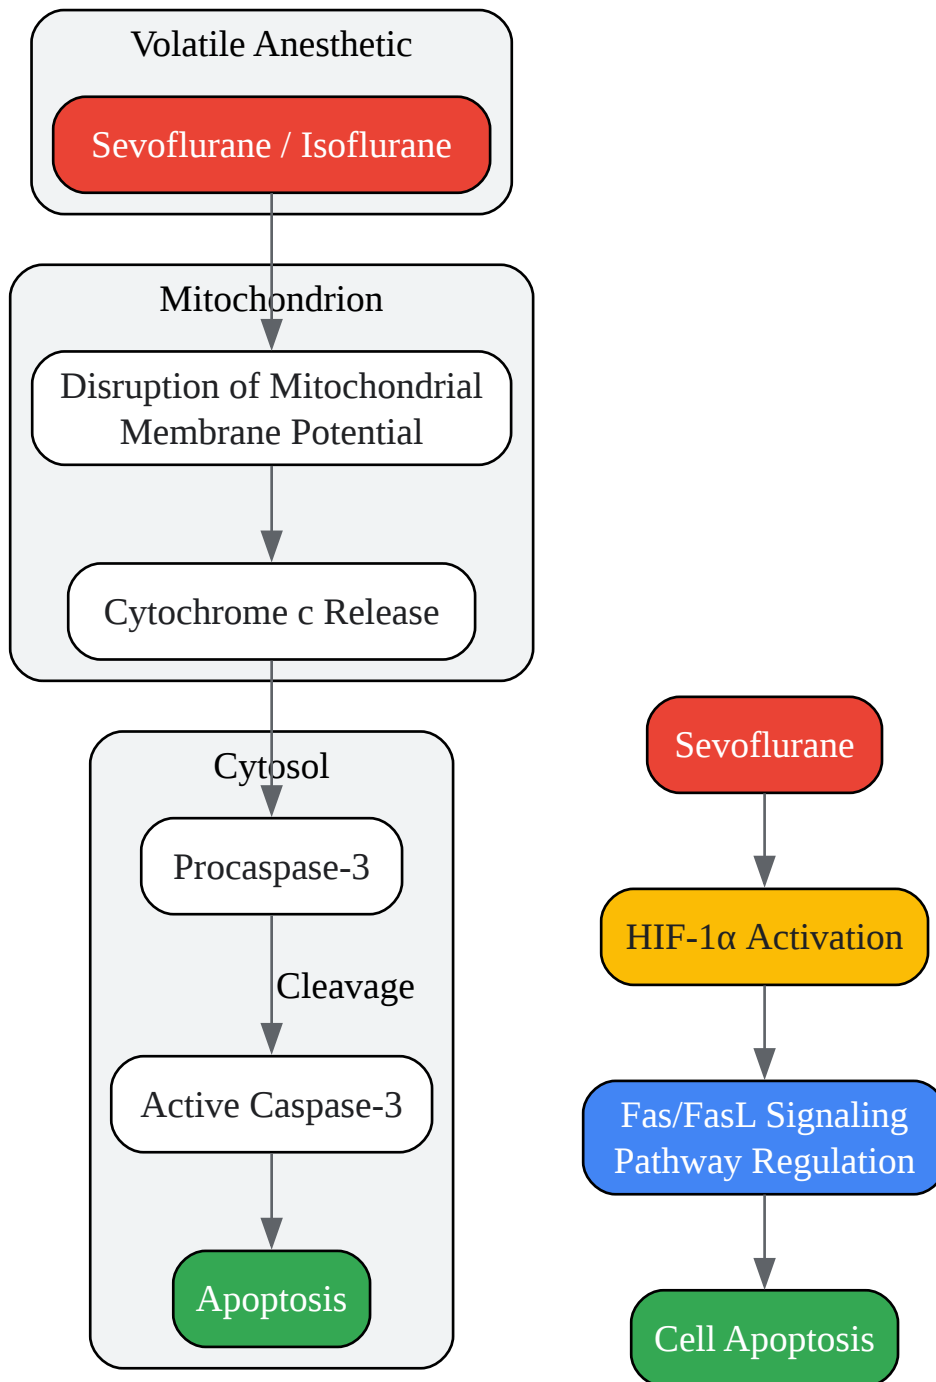 Volatile Anesthetic
Sevoflurane / Isoflurane
Mitochondrion
Disruption of Mitochondrial
Membrane Potential
Cytochrome c Release
Cytosol
Procaspase-3
Cleavage
Active Caspase-3
Apoptosis
Sevoflurane
HIF-1α Activation
Fas/FasL Signaling
Pathway Regulation
Cell Apoptosis